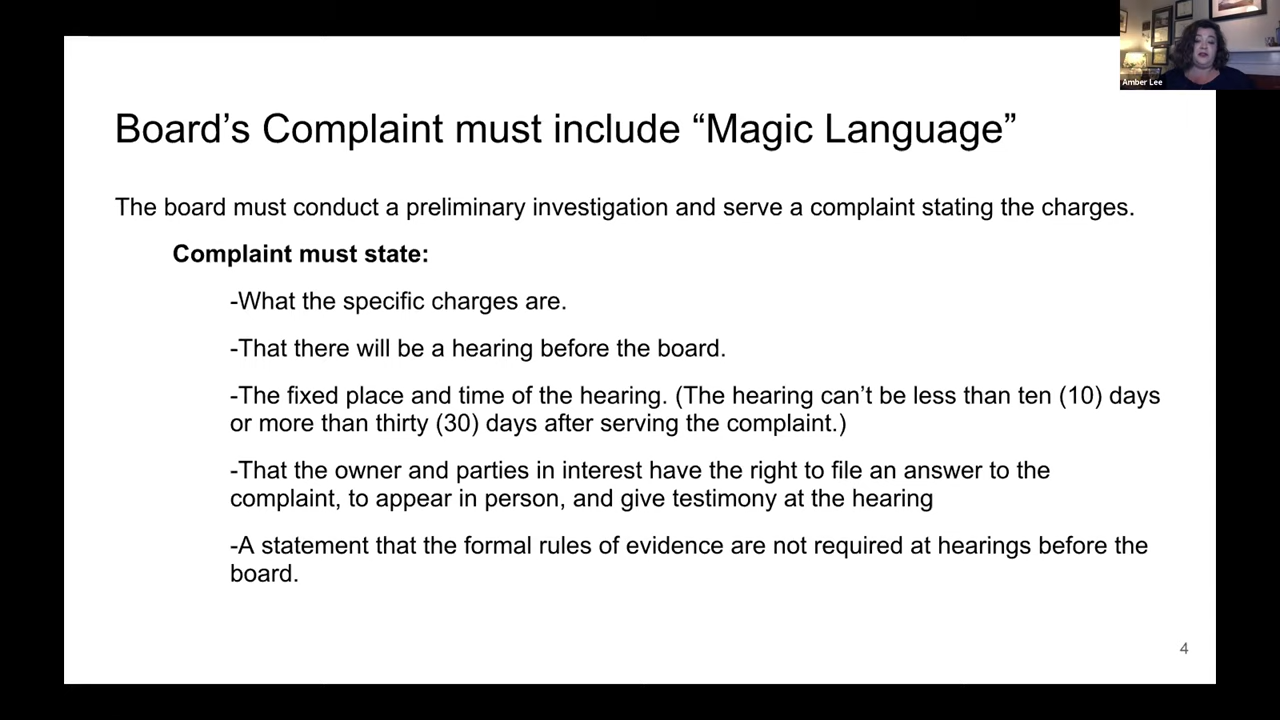 Amber Lee
Board’s Complaint must include “Magic Language”
The board must conduct a preliminary investigation and serve a complaint stating the charges.
Complaint must state:
-What the specific charges are.
-That there will be a hearing before the board.
-The fixed place and time of the hearing. (The hearing can’t be less than ten (10) days
or more than thirty (30) days after serving the complaint.)
-That the owner and parties in interest have the right to file an answer to the
complaint, to appear in person, and give testimony at the hearing
-A statement that the formal rules of evidence are not required at hearings before the
board.
4